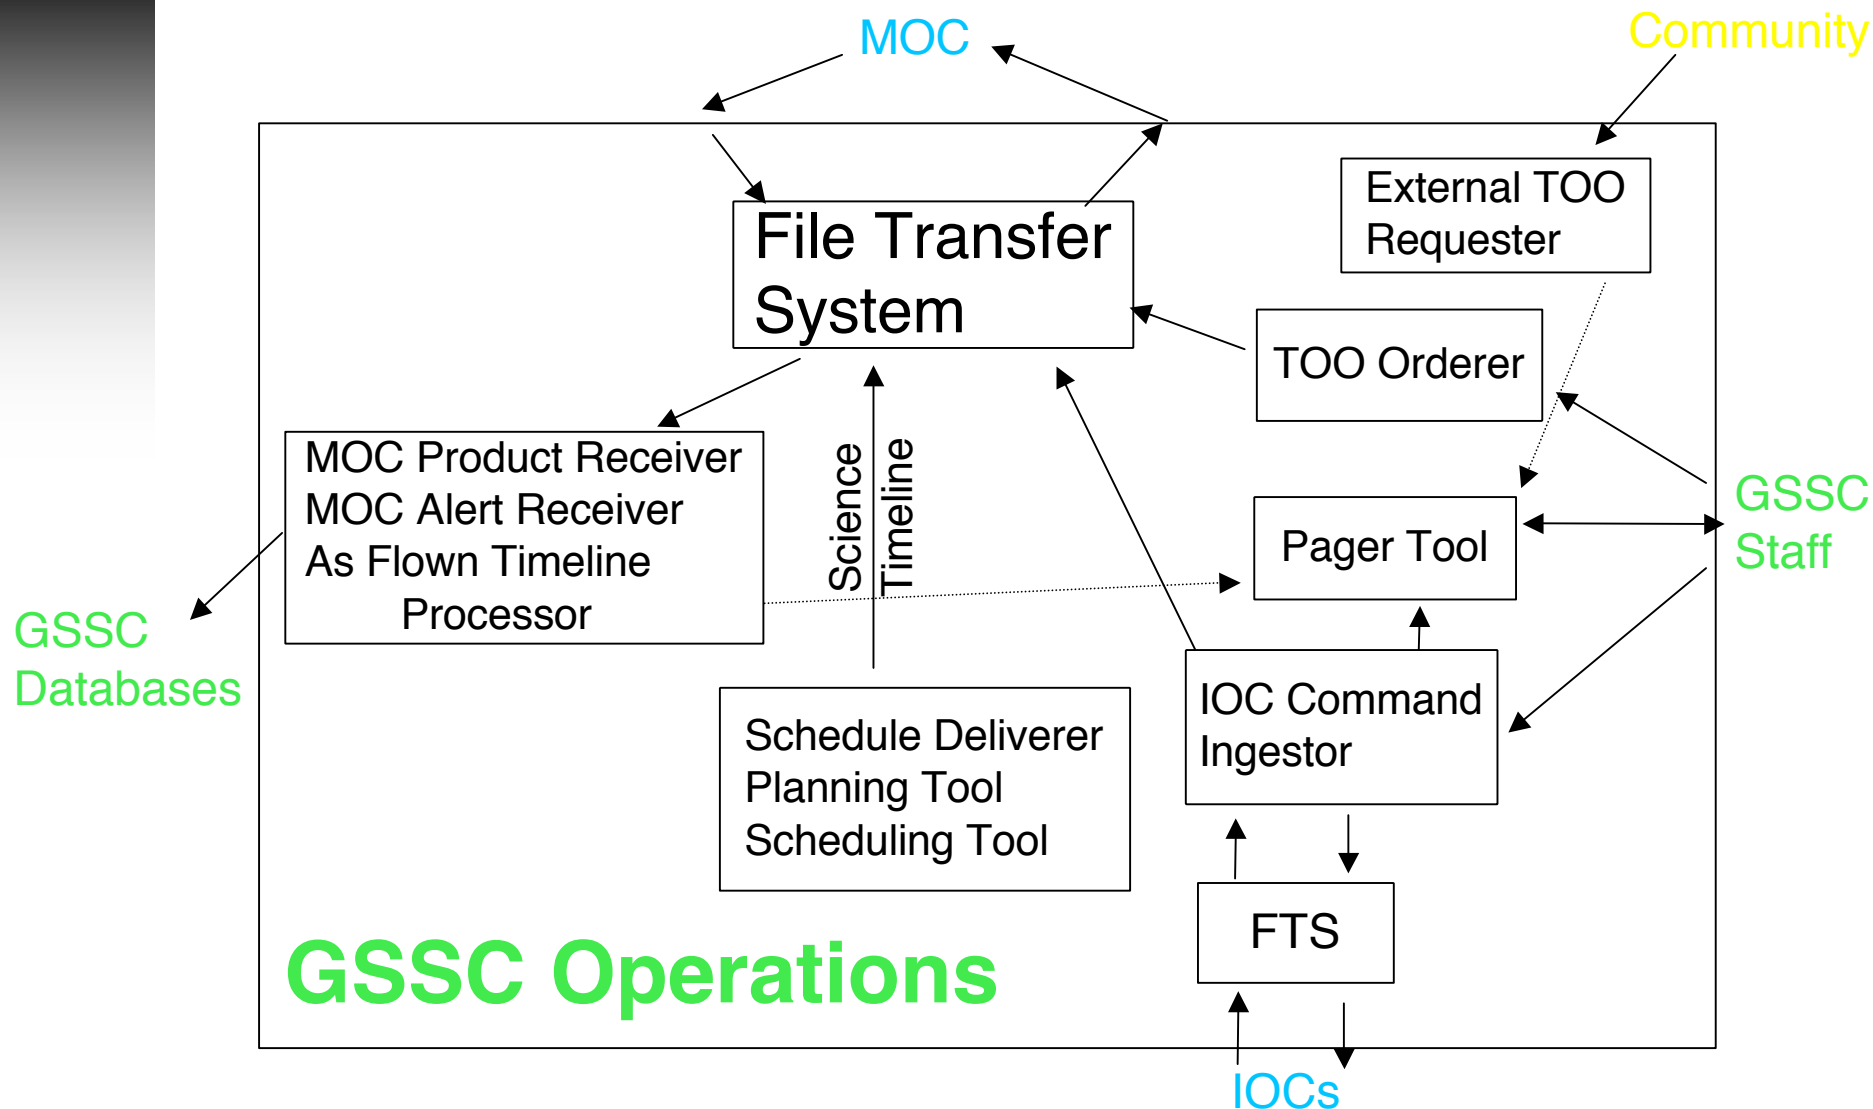 MOC
Community
External TOO
Requester
File Transfer
System
TOO Orderer
MOC Product Receiver
MOC Alert Receiver
As Flown Timeline
Processor
Science
Timeline
Pager Tool
GSSC
Staff
GSSC
Databases
Schedule Deliverer
Planning Tool
Scheduling Tool
IOC Command
Ingestor
FTS
GSSC Operations
IOCs